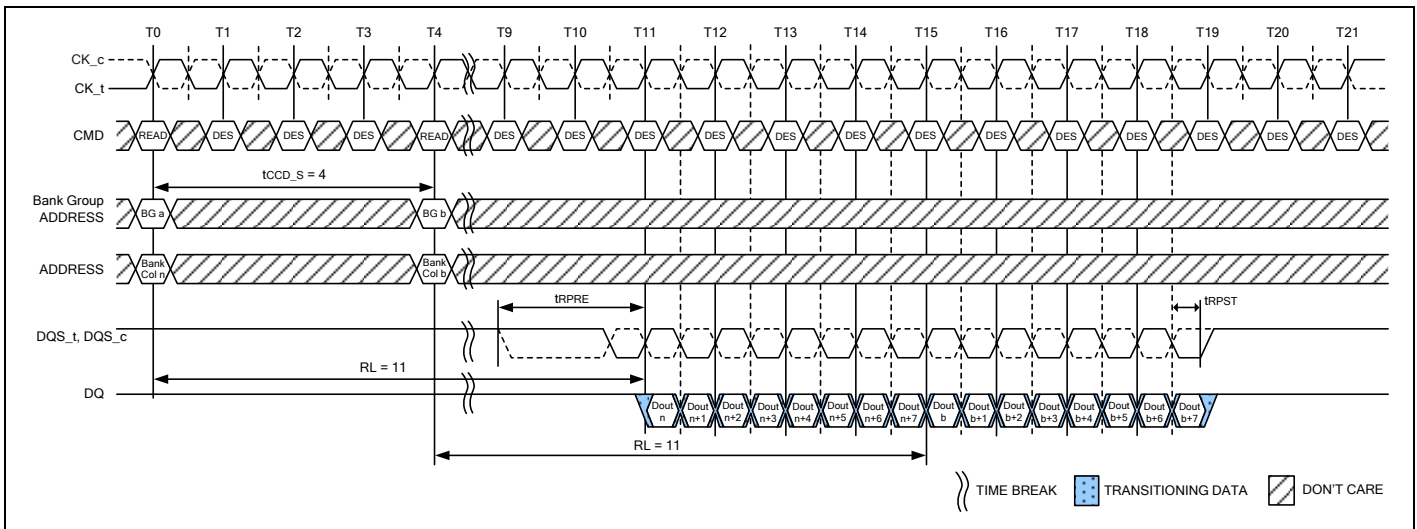 T0 T1 T2 T3 T4 T9 T10 T11 T12 T13 T14 T15 T16 T17 T18 T19 T20 T21
CK_c
CK_t
CMD READ DES DES DES READ DES DES DES DES DES DES DES DES DES DES DES DES DES
tCCD_S = 4
Bank Group
ADDRESS
BG a BG b
ADDRESS
Bank
Col n
Bank
Col b
tRPRE tRPST
DQS_t, DQS_c
RL = 11
DQ
Dout
n
Dout
n+1
Dout
n+2
Dout
n+3
Dout
n+4
Dout
n+5
Dout
n+6
Dout
n+7
Dout
b
Dout
b+1
Dout
b+2
Dout
b+3
Dout
b+4
Dout
b+5
Dout
b+6
Dout
b+7
RL = 11
TIME BREAK TRANSITIONING DATA DON'T CARE